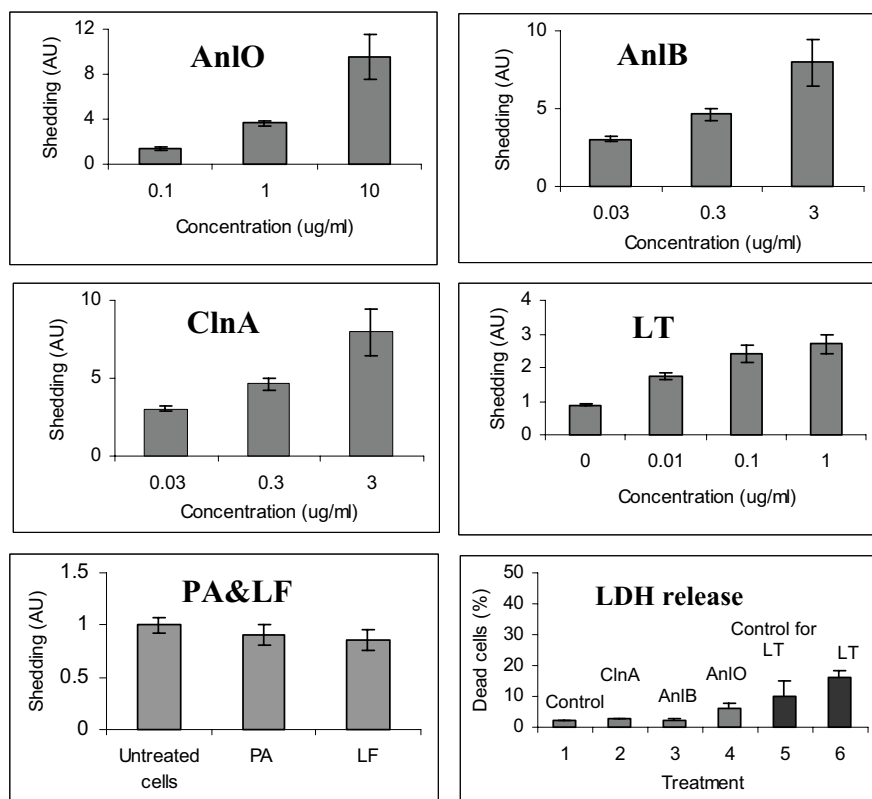 AnlO
Shedding (AU)
12
8
4
0
0.1 1 10
Concentration (ug/ml)
AnlB
Shedding (AU)
10
5
0
0.03 0.3 3
Concentration (ug/ml)
ClnA
Shedding (AU)
10
5
0
0.03 0.3 3
Concentration (ug/ml)
LT
Shedding (AU)
4
3
2
1
0
0 0.01 0.1 1
Concentration (ug/ml)
PA&LF
Shedding (AU)
1.5
1
0.5
0
Untreated PA LF
cells
LDH release
Dead cells (%)
50
40
30
20
10
0
Control
ClnA
AnlB
AnlO
Control for
LT
LT
1 2 3 4 5 6
Treatment